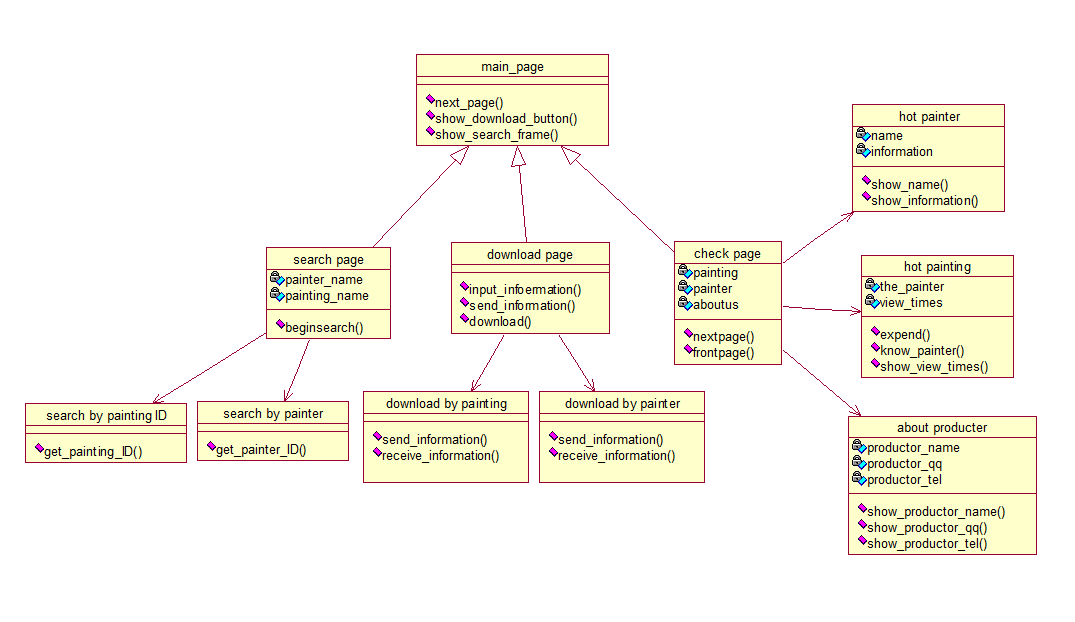 main_page
next_page()
show_download_button()
show_search_frame()
hot painter
name
information
show_name()
show_information()
search page
painter_name
painting_name
beginsearch()
download page
input_infoermation()
send_information()
download()
check page
painting
painter
aboutus
nextpage()
frontpage()
hot painting
the_painter
view_times
expend()
know_painter()
show_view_times()
search by painting ID
get_painting_ID()
search by painter
get_painter_ID()
download by painting
send_information()
receive_information()
download by painter
send_information()
receive_information()
about producter
productor_name
productor_qq
productor_tel
show_productor_name()
show_productor_qq()
show_productor_tel()